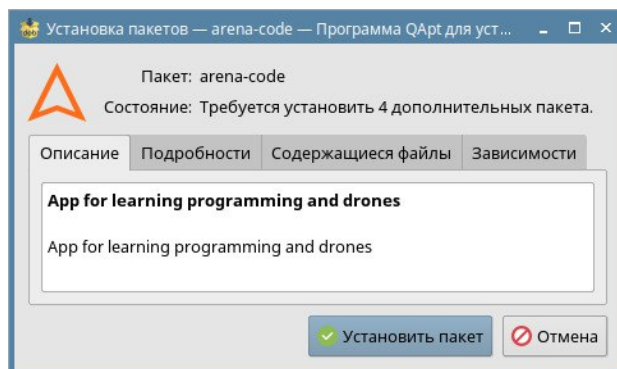 Установка пакетов — arena-code — Программа QApt для уст...
Пакет: arena-code
Состояние: Требуется установить 4 дополнительных пакета.
Описание Подробности Содержащиеся файлы Зависимости
App for learning programming and drones
App for learning programming and drones
Установить пакет Отмена